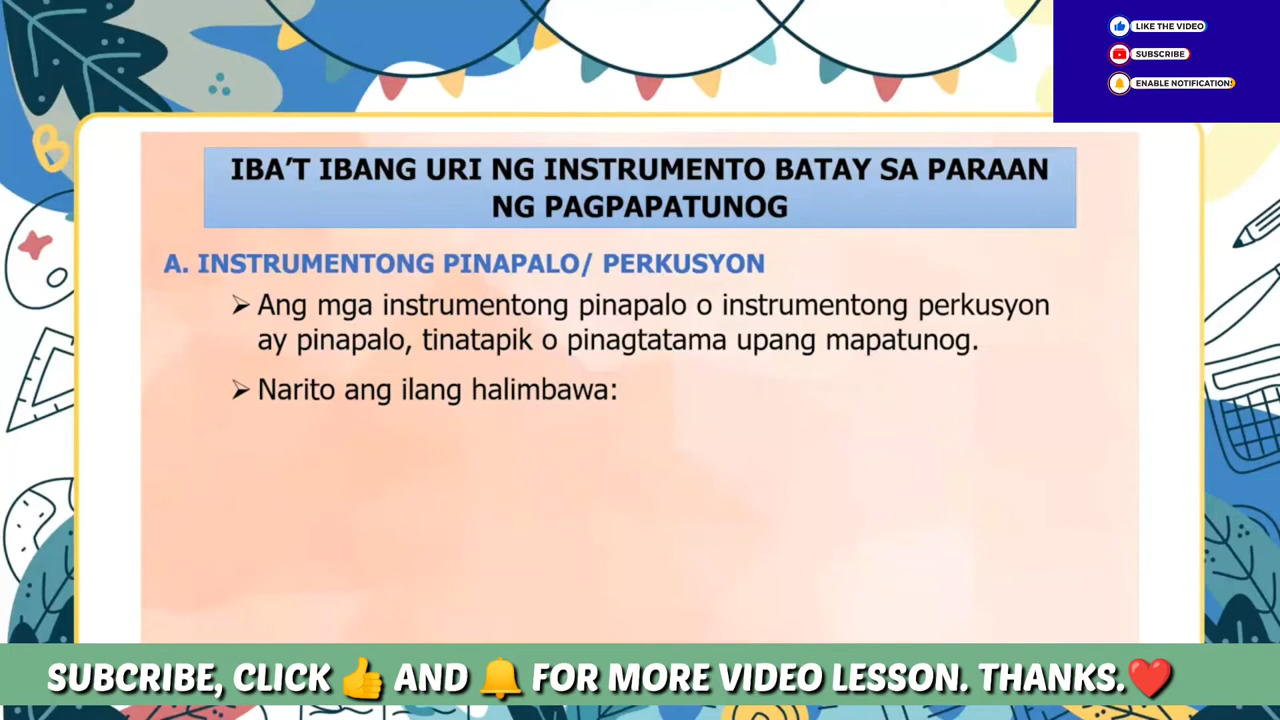 LIKE THE VIDEO
SUBSCRIBE
ENABLE NOTIFICATIONS
B
IBA'T IBANG URI NG INSTRUMENTO BATAY SA PARAAN
NG PAGPAPATUNOG
A. INSTRUMENTONG PINAPALO/ PERKUSYON
➢ Ang mga instrumentong pinapalo o instrumentong perkusyon
ay pinapalo, tinatapik o pinagtatama upang mapatunog.
➢ Narito ang ilang halimbawa:
SUBCRIBE, CLICK 👍 AND 🔔 FOR MORE VIDEO LESSON. THANKS.❤️